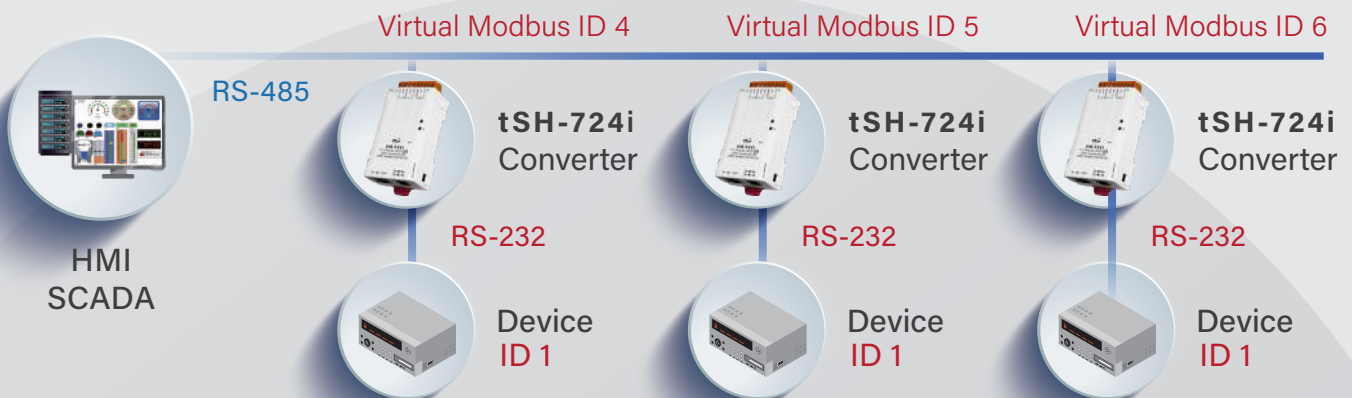 Virtual Modbus ID 4
Virtual Modbus ID 5
Virtual Modbus ID 6
RS-485
tSH-724i
Converter
tSH-724i
Converter
tSH-724i
Converter
RS-232
RS-232
RS-232
HMI
SCADA
Device
ID 1
Device
ID 1
Device
ID 1